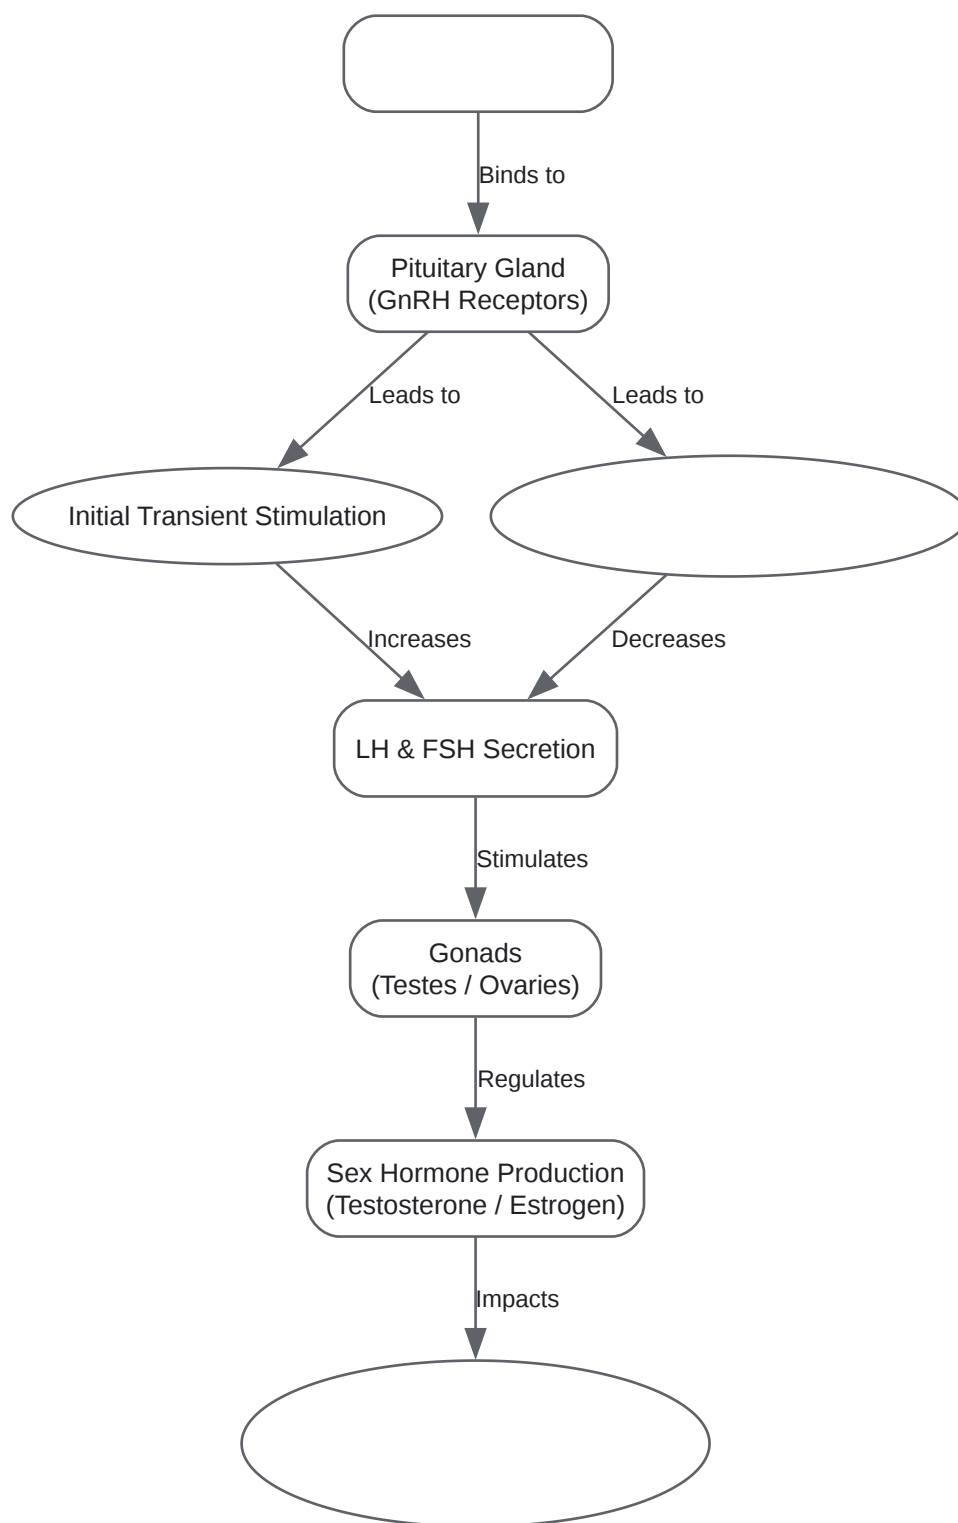 Binds to
Pituitary Gland
(GnRH Receptors)
Leads to
Leads to
Initial Transient Stimulation
Increases
Decreases
LH & FSH Secretion
Stimulates
Gonads
(Testes / Ovaries)
Regulates
Sex Hormone Production
(Testosterone / Estrogen)
Impacts